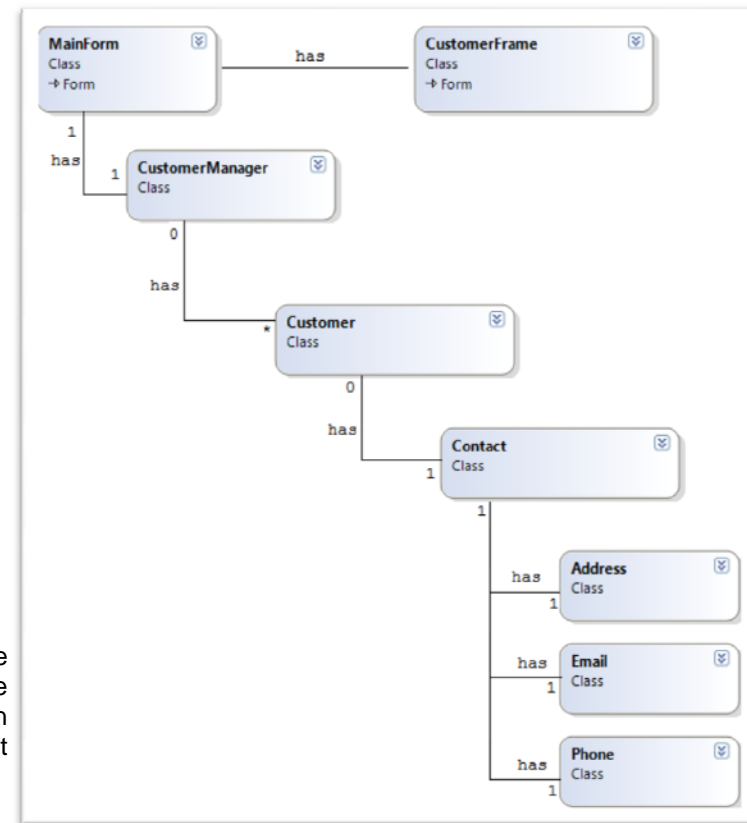 MainForm
Class
Form
has
CustomerFrame
Class
Form
1
has
1
CustomerManager
Class
0
has
*
Customer
Class
0
has
1
Contact
Class
1
has
1
Address
Class
has
1
Email
Class
has
1
Phone
Class
e
e
n
t